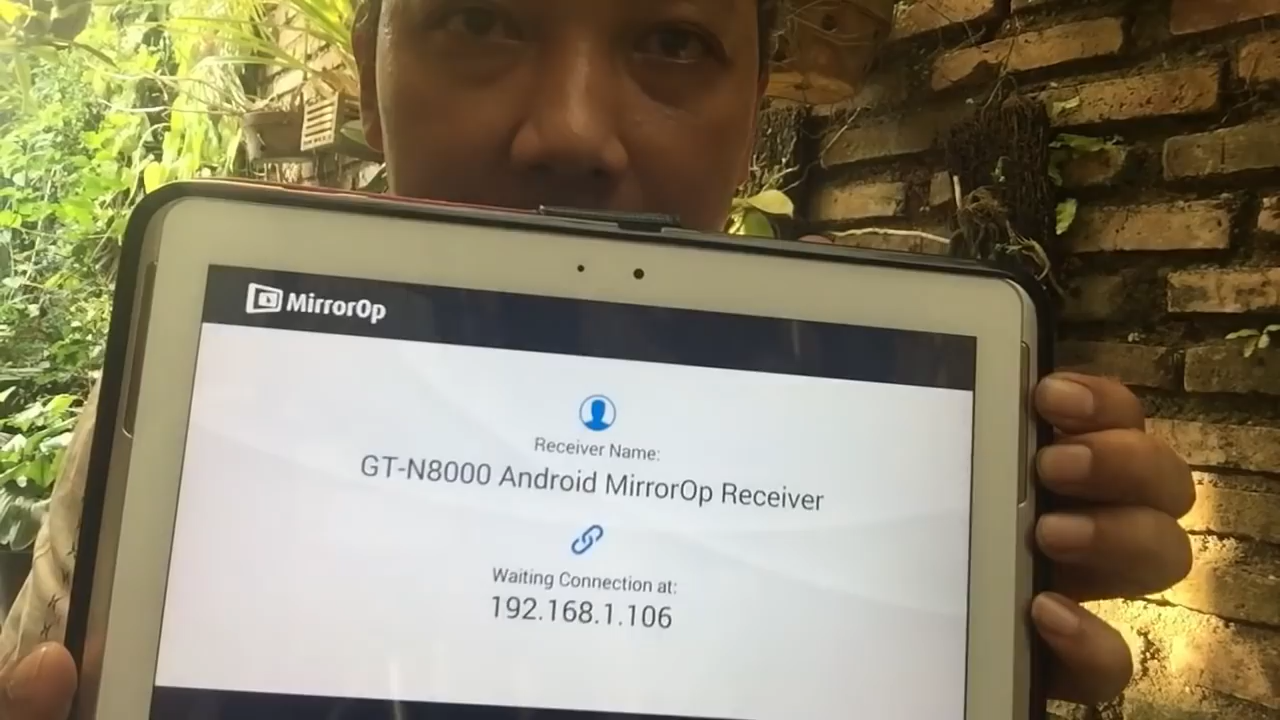 MirrorOp
Receiver Name:
GT-N8000 Android MirrorOp Receiver
Waiting Connection at:
192.168.1.106